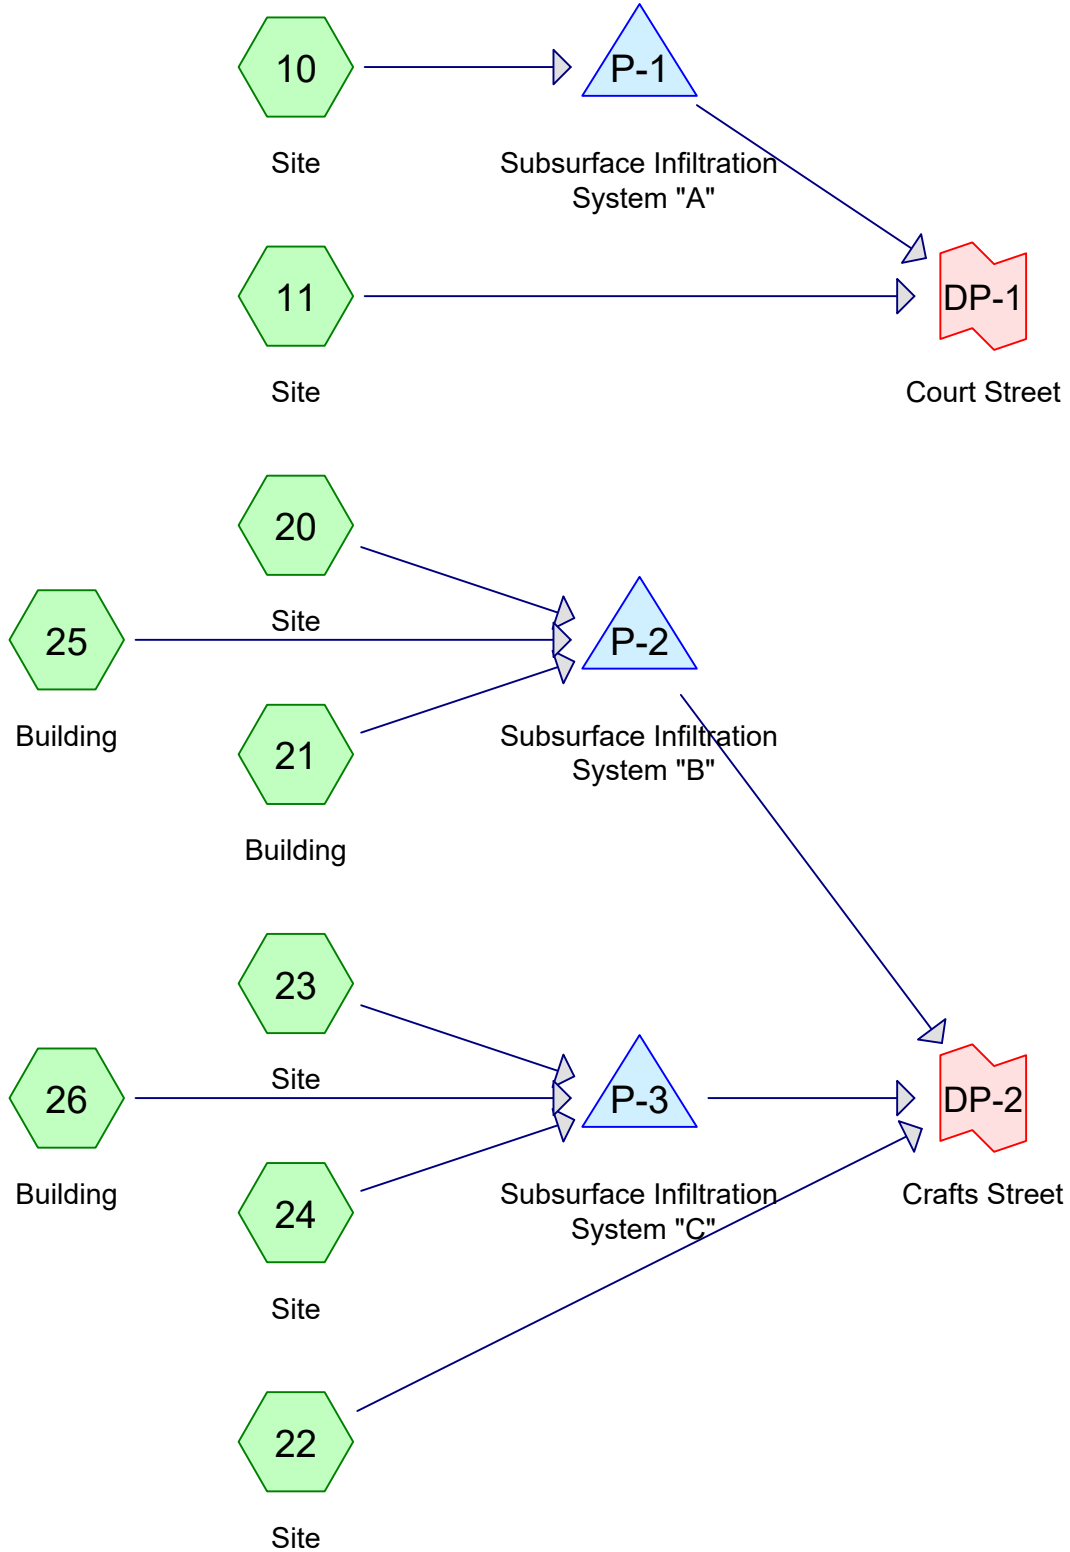 10
P-1
Site
Subsurface Infiltration
System "A"
11
DP-1
Site
Court Street
20
Site
25
P-2
Building
21
Subsurface Infiltration
System "B"
Building
23
Site
26
P-3
DP-2
Building
24
Subsurface Infiltration
System "C"
Crafts Street
Site
22
Site